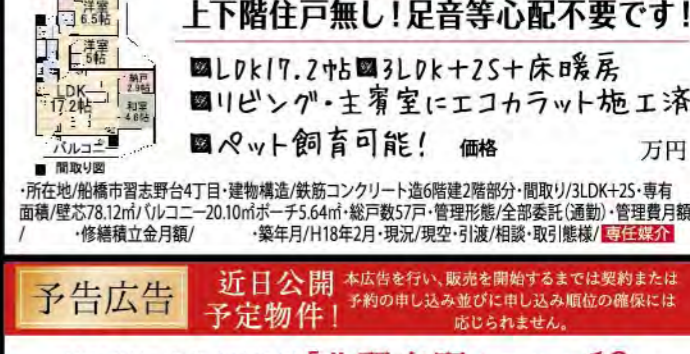 洋室
6.5帖
洋室
5帖
LDK
17.2帖
納戸
2.9帖
和室
4.6帖
バルコニー
■ 間取り図
上下階住戸無し!足音等心配不要です!
LDK17.2帖 3LDK+2S+床暖房
リビング・主賓室にエコカラット施工済
ペット飼育可能! 価格 万円
・所在地/船橋市習志野台4丁目・建物構造/鉄筋コンクリート造6階建2階部分・間取り/3LDK+2S・専有
面積/壁芯78.12㎡バルコニー20.10㎡ポーチ5.64㎡・総戸数57戸・管理形態/全部委託(通勤)・管理費月額
/ ・修繕積立金月額/ ・築年月/H18年2月・現況/現空・引渡/相談・取引態様/専任媒介
予告広告
近日公開
予定物件!
本広告を行い、販売を開始するまでは契約または
予約の申し込み並びに申し込み順位の確保には
応じられません。